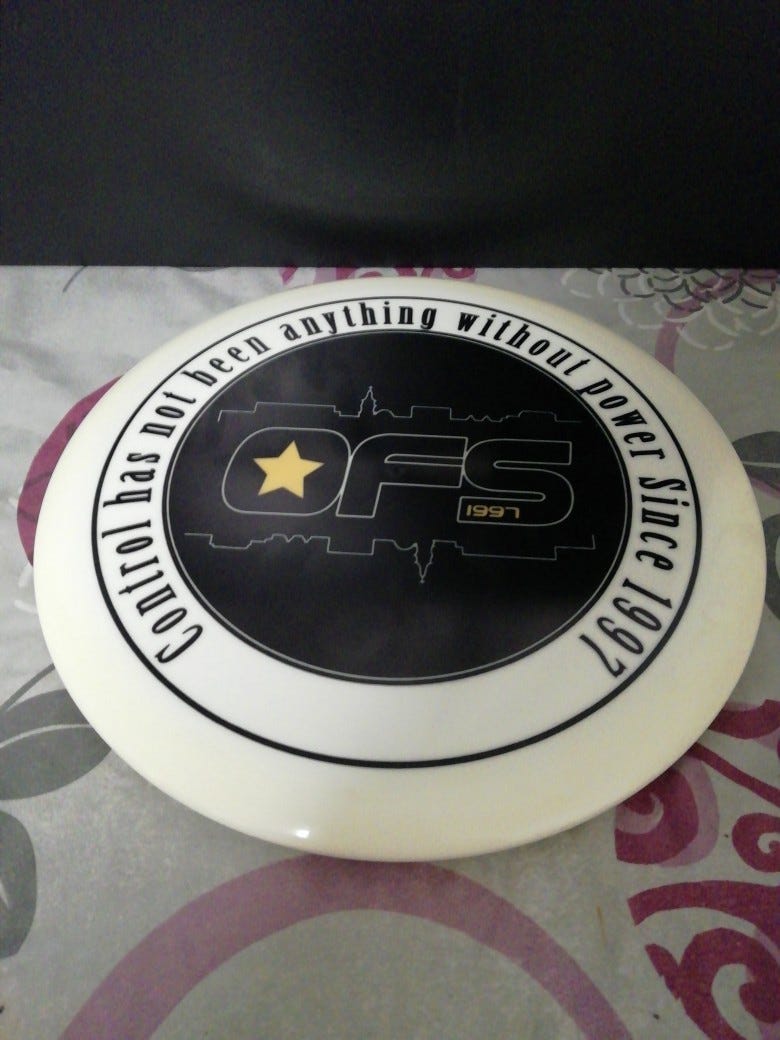 Control has not been anything without power Since 1997
OFS
1997